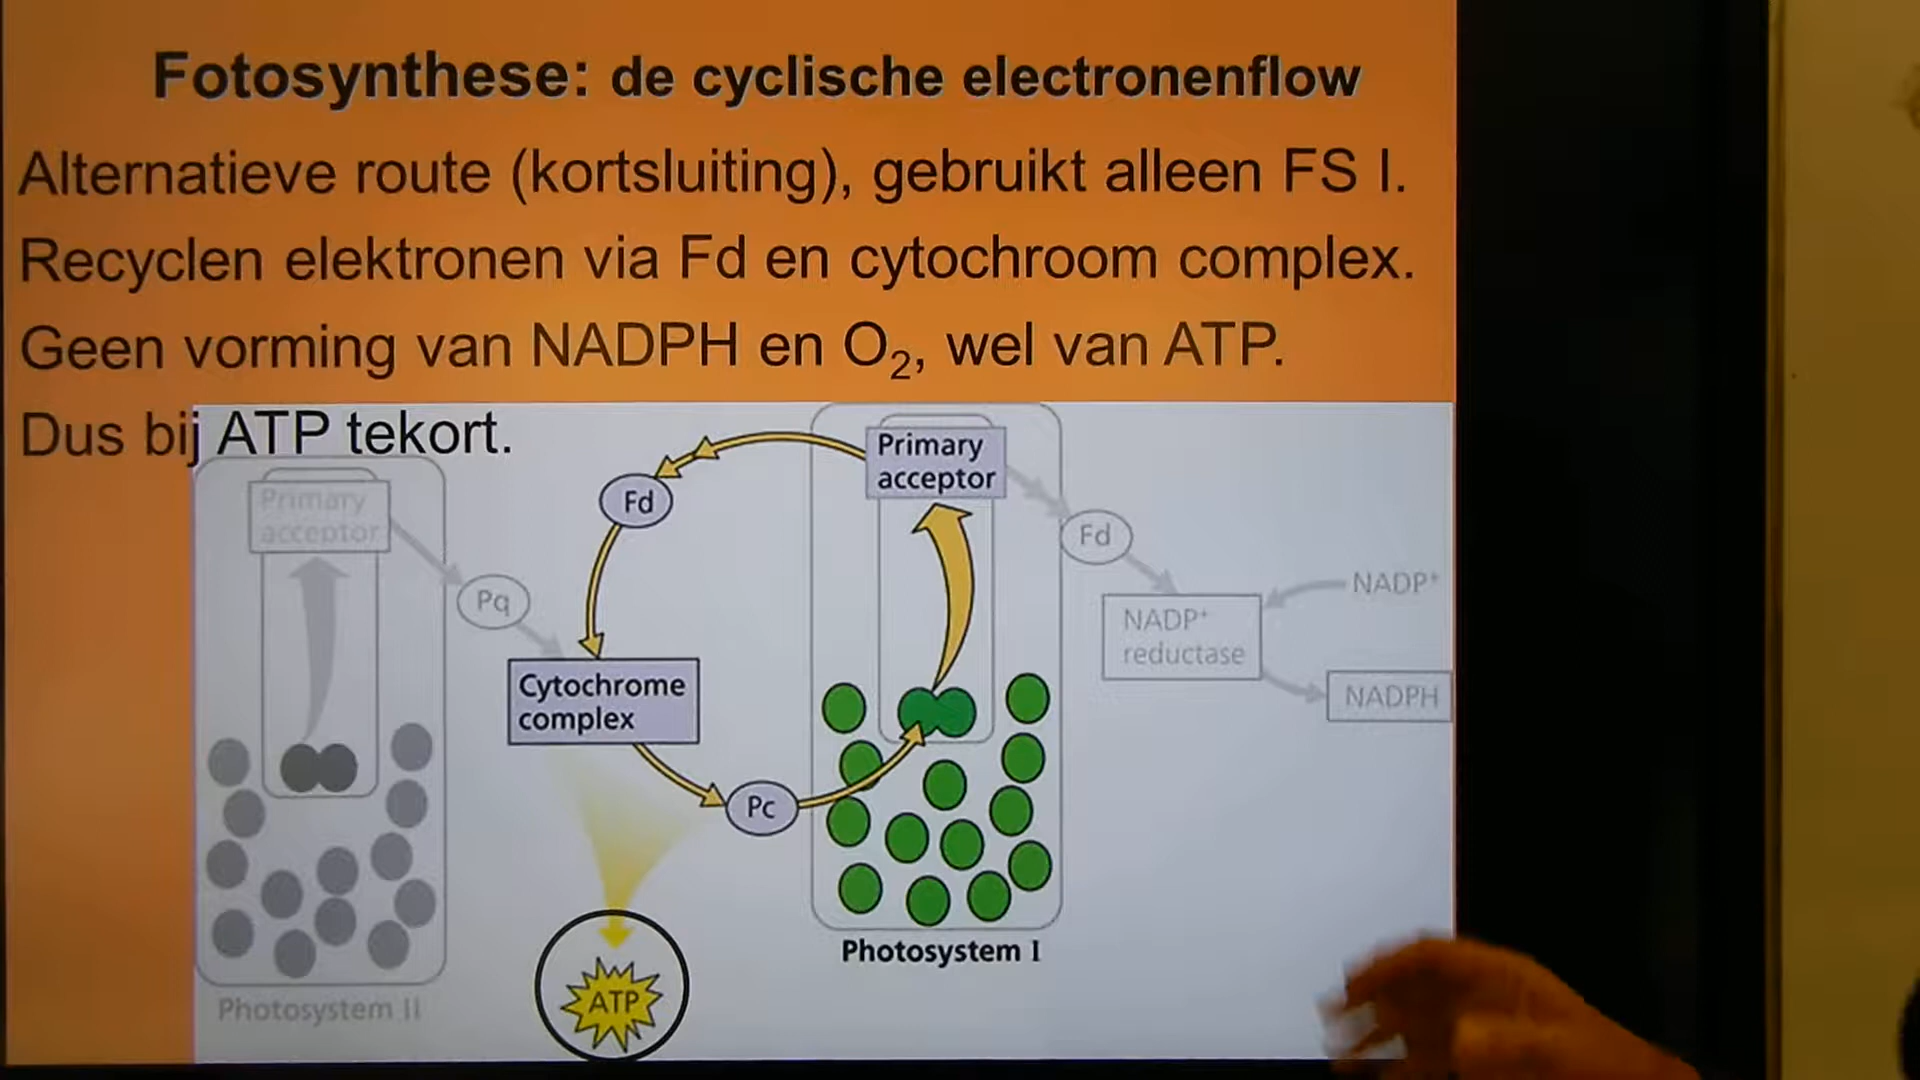 Fotosynthese: de cyclische electronenflow
Alternatieve route (kortsluiting), gebruikt alleen FS I.
Recyclen elektronen via Fd en cytochroom complex.
Geen vorming van NADPH en O₂, wel van ATP.
Dus bij ATP tekort.
Primary
acceptor
Primary
acceptor
Fd
Fd
Pq
NADP⁺
NADP⁺
reductase
NADPH
Cytochrome
complex
Pc
Photosystem I
ATP
Photosystem II